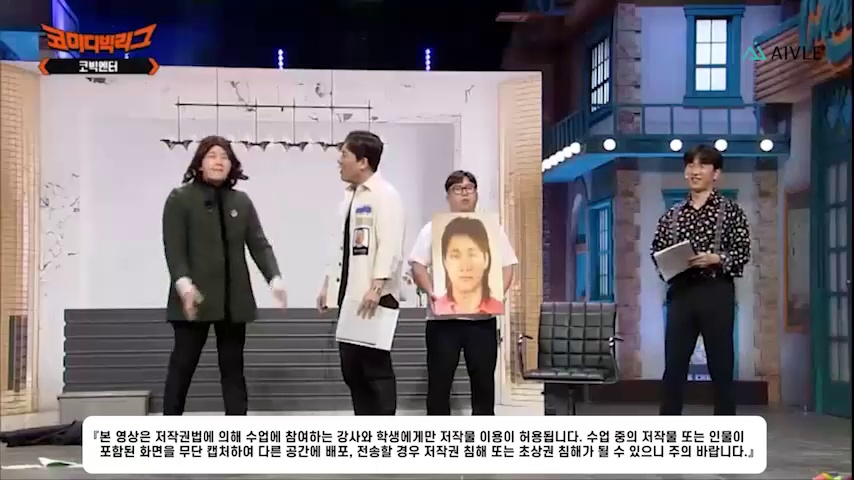 코미디빅리그
코빅엔터
AIVLE
『본 영상은 저작권법에 의해 수업에 참여하는 강사와 학생에게만 저작물 이용이 허용됩니다. 수업 중의 저작물 또는 인물이
포함된 화면을 무단 캡처하여 다른 공간에 배포, 전송할 경우 저작권 침해 또는 초상권 침해가 될 수 있으니 주의 바랍니다.』